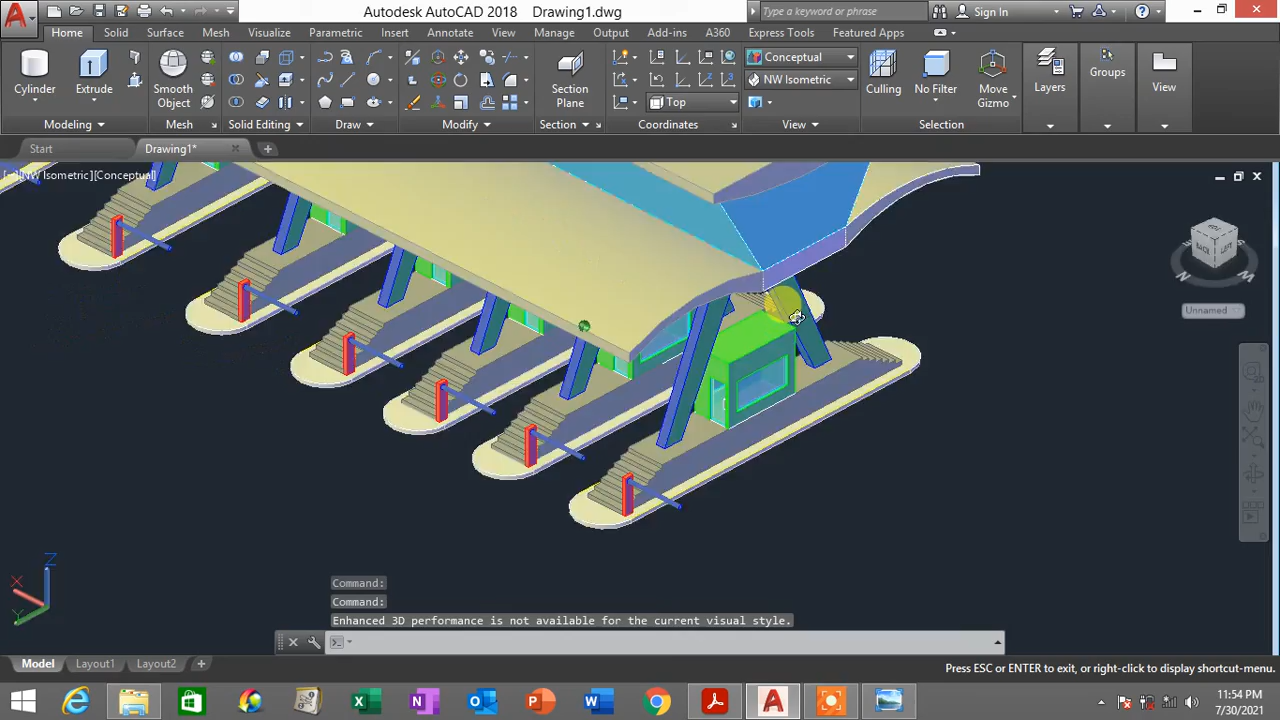 Autodesk AutoCAD 2018 Drawing1.dwg
Type a keyword or phrase
Sign In
Home Solid Surface Mesh Visualize Parametric Insert Annotate View Manage Output Add-ins A360 Express Tools Featured Apps
Cylinder
Extrude
Smooth Object
Section Plane
Top
Conceptual
NW Isometric
Culling
No Filter
Move Gizmo
Layers
Groups
View
Modeling
Mesh
Solid Editing
Draw
Modify
Section
Coordinates
View
Selection
Start
Drawing1*
[−][NW Isometric][Conceptual]
BACK
LEFT
N
W
Unnamed
Z
X
Y
Command:
Command:
Enhanced 3D performance is not available for the current visual style.
Model Layout1 Layout2
Press ESC or ENTER to exit, or right-click to display shortcut-menu.
11:54 PM
7/30/2021